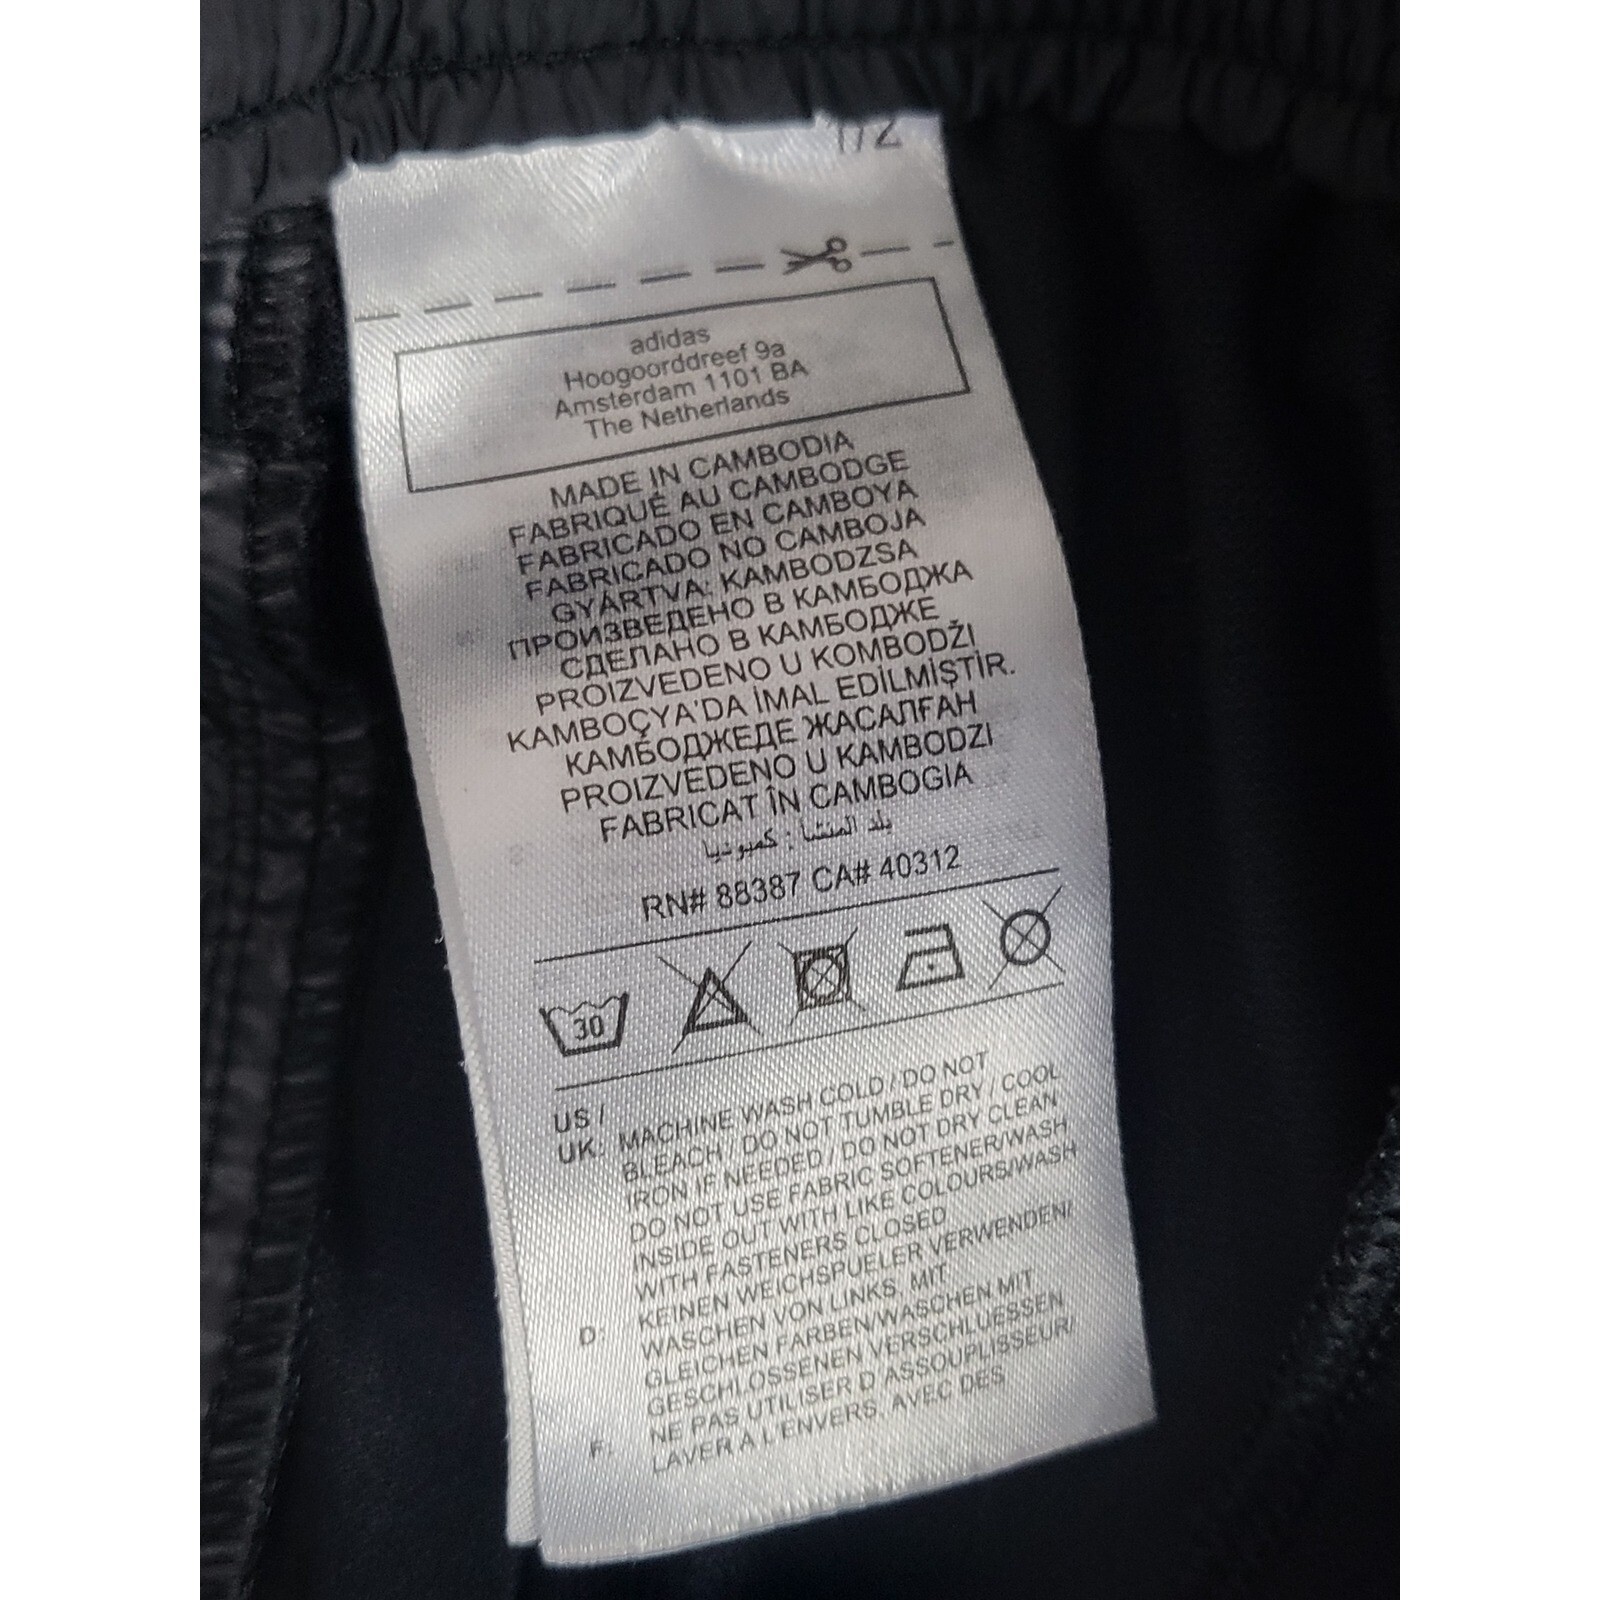 1/2
adidas
Hoogoorddreef 9a
Amsterdam 1101 BA
The Netherlands
MADE IN CAMBODIA
FABRIQUÉ AU CAMBODGE
FABRICADO EN CAMBOYA
FABRICADO NO CAMBOJA
GYÁRTVA: KAMBODZSA
ПРОИЗВЕДЕНО В КАМБОДЖА
СДЕЛАНО В КАМБОДЖЕ
PROIZVEDENO U KOMBODŽI
KAMBOÇYA'DA İMAL EDİLMİŞTİR.
КАМБОДЖЕДЕ ЖАСАЛҒАН
PROIZVEDENO U KAMBODZI
FABRICAT ÎN CAMBOGIA
بلد المنشأ : كمبوديا
RN# 88387 CA# 40312
30
US / UK: MACHINE WASH COLD / DO NOT
BLEACH / DO NOT TUMBLE DRY / COOL
IRON IF NEEDED / DO NOT DRY CLEAN
DO NOT USE FABRIC SOFTENER/WASH
INSIDE OUT WITH LIKE COLOURS/WASH
WITH FASTENERS CLOSED
D: KEINEN WEICHSPUELER VERWENDEN/
WASCHEN VON LINKS, MIT
GLEICHEN FARBEN/WASCHEN MIT
GESCHLOSSENEN VERSCHLUESSEN
F: NE PAS UTILISER D'ASSOUPLISSEUR/
LAVER A L'ENVERS, AVEC DES